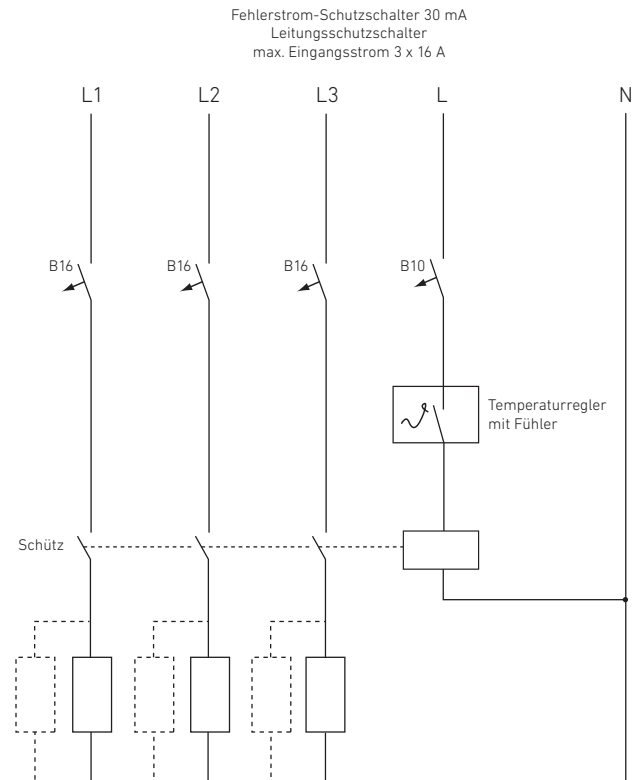 Fehlerstrom-Schutzschalter 30 mA
Leitungsschutzschalter
max. Eingangsstrom 3 x 16 A
L1 L2 L3 L N
B16 B16 B16 B10
Temperaturregler
mit Fühler
Schütz